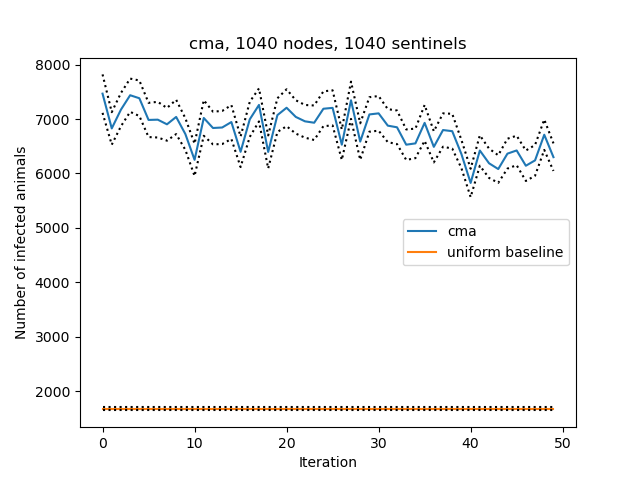 cma, 1040 nodes, 1040 sentinels
Number of infected animals
8000
7000
6000
5000
4000
3000
2000
cma
uniform baseline
0 10 20 30 40 50
Iteration